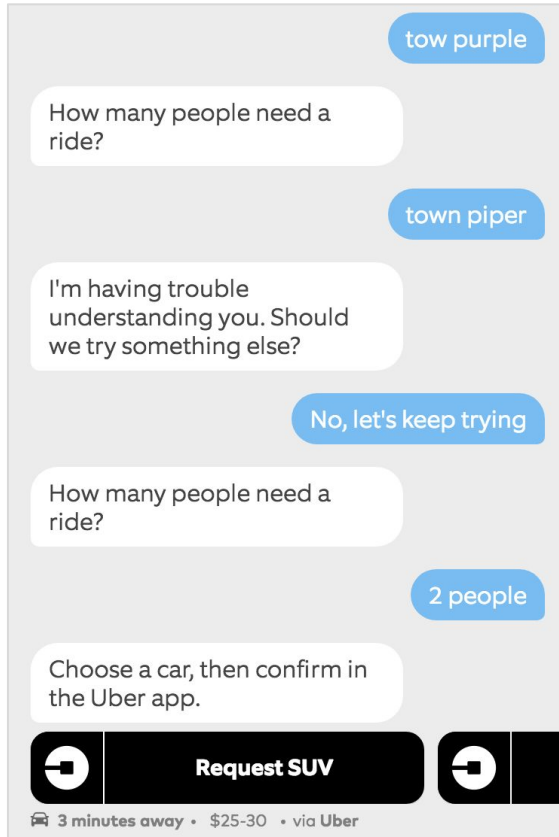 tow purple
How many people need a
ride?
town piper
I'm having trouble
understanding you. Should
we try something else?
No, let's keep trying
How many people need a
ride?
2 people
Choose a car, then confirm in
the Uber app.
Request SUV
3 minutes away • $25-30 • via Uber